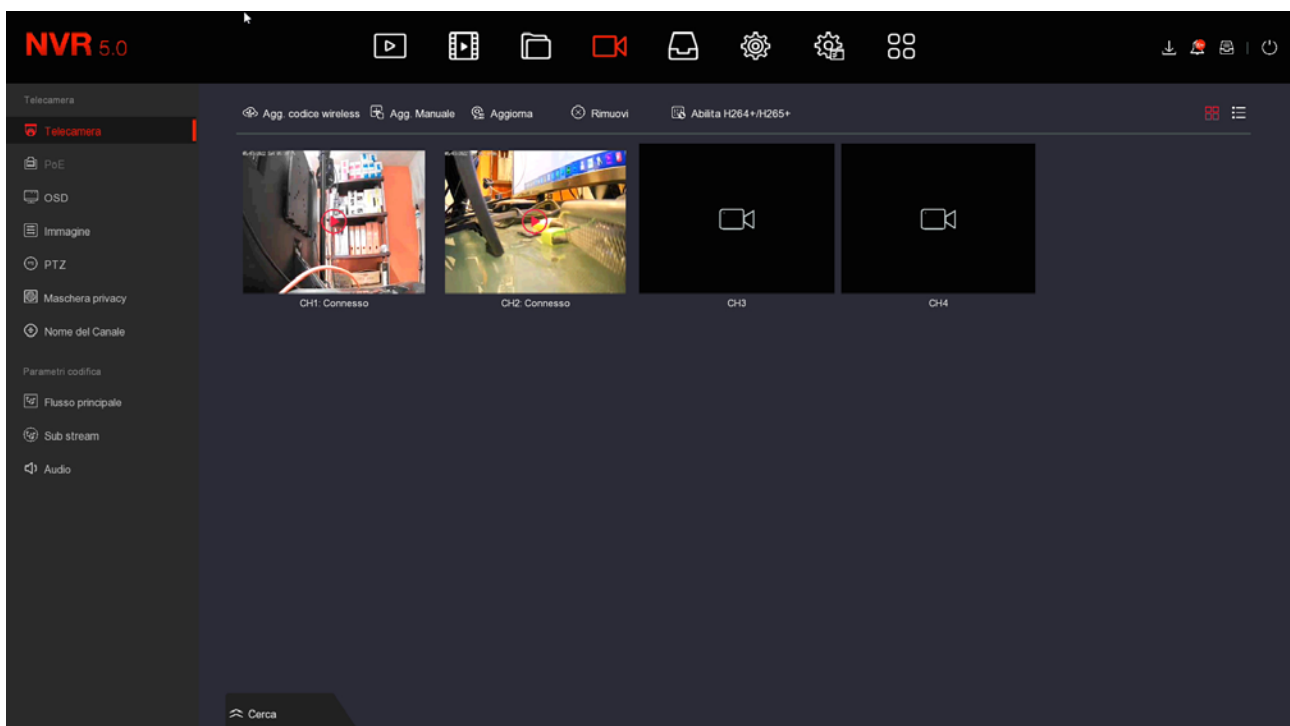 NVR 5.0
Telecamera
Telecamera
PoE
OSD
Immagine
PTZ
Maschera privacy
Nome del Canale
Parametri codifica
Flusso principale
Sub stream
Audio
Agg. codice wireless Agg. Manuale Aggiorna Rimuovi Abilita H264+/H265+
CH1: Connesso CH2: Connesso CH3 CH4
Cerca